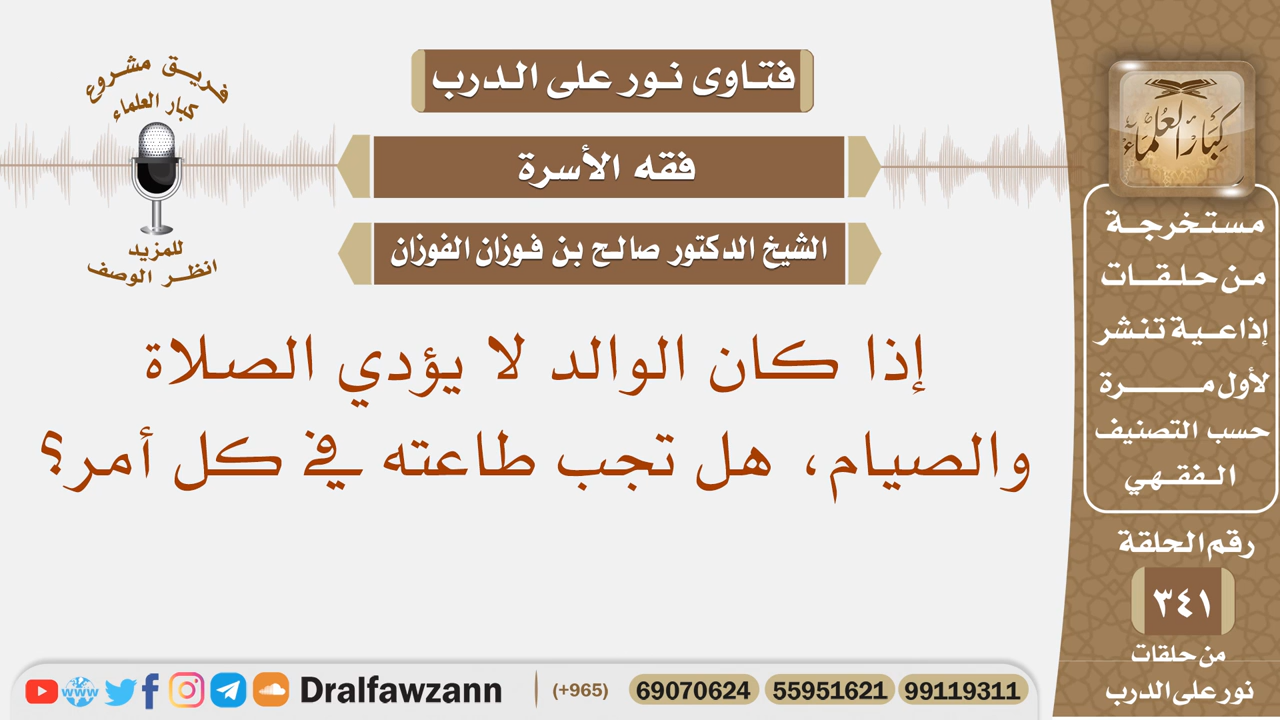 فتاوى نور على الدرب
فقه الأسرة
الشيخ الدكتور صالح بن فوزان الفوزان
إذا كان الوالد لا يؤدي الصلاة
والصيام، هل تجب طاعته في كل أمر؟
فريق مشروع
كبار العلماء
للمزيد
انظر الوصف
كبار العلماء
مستخرجة
من حلقات
إذاعية تنشر
لأول مرة
حسب التصنيف
الفقهي
رقم الحلقة
٣٤١
من حلقات
نور على الدرب
www
Dralfawzann
(+965) 69070624 55951621 99119311